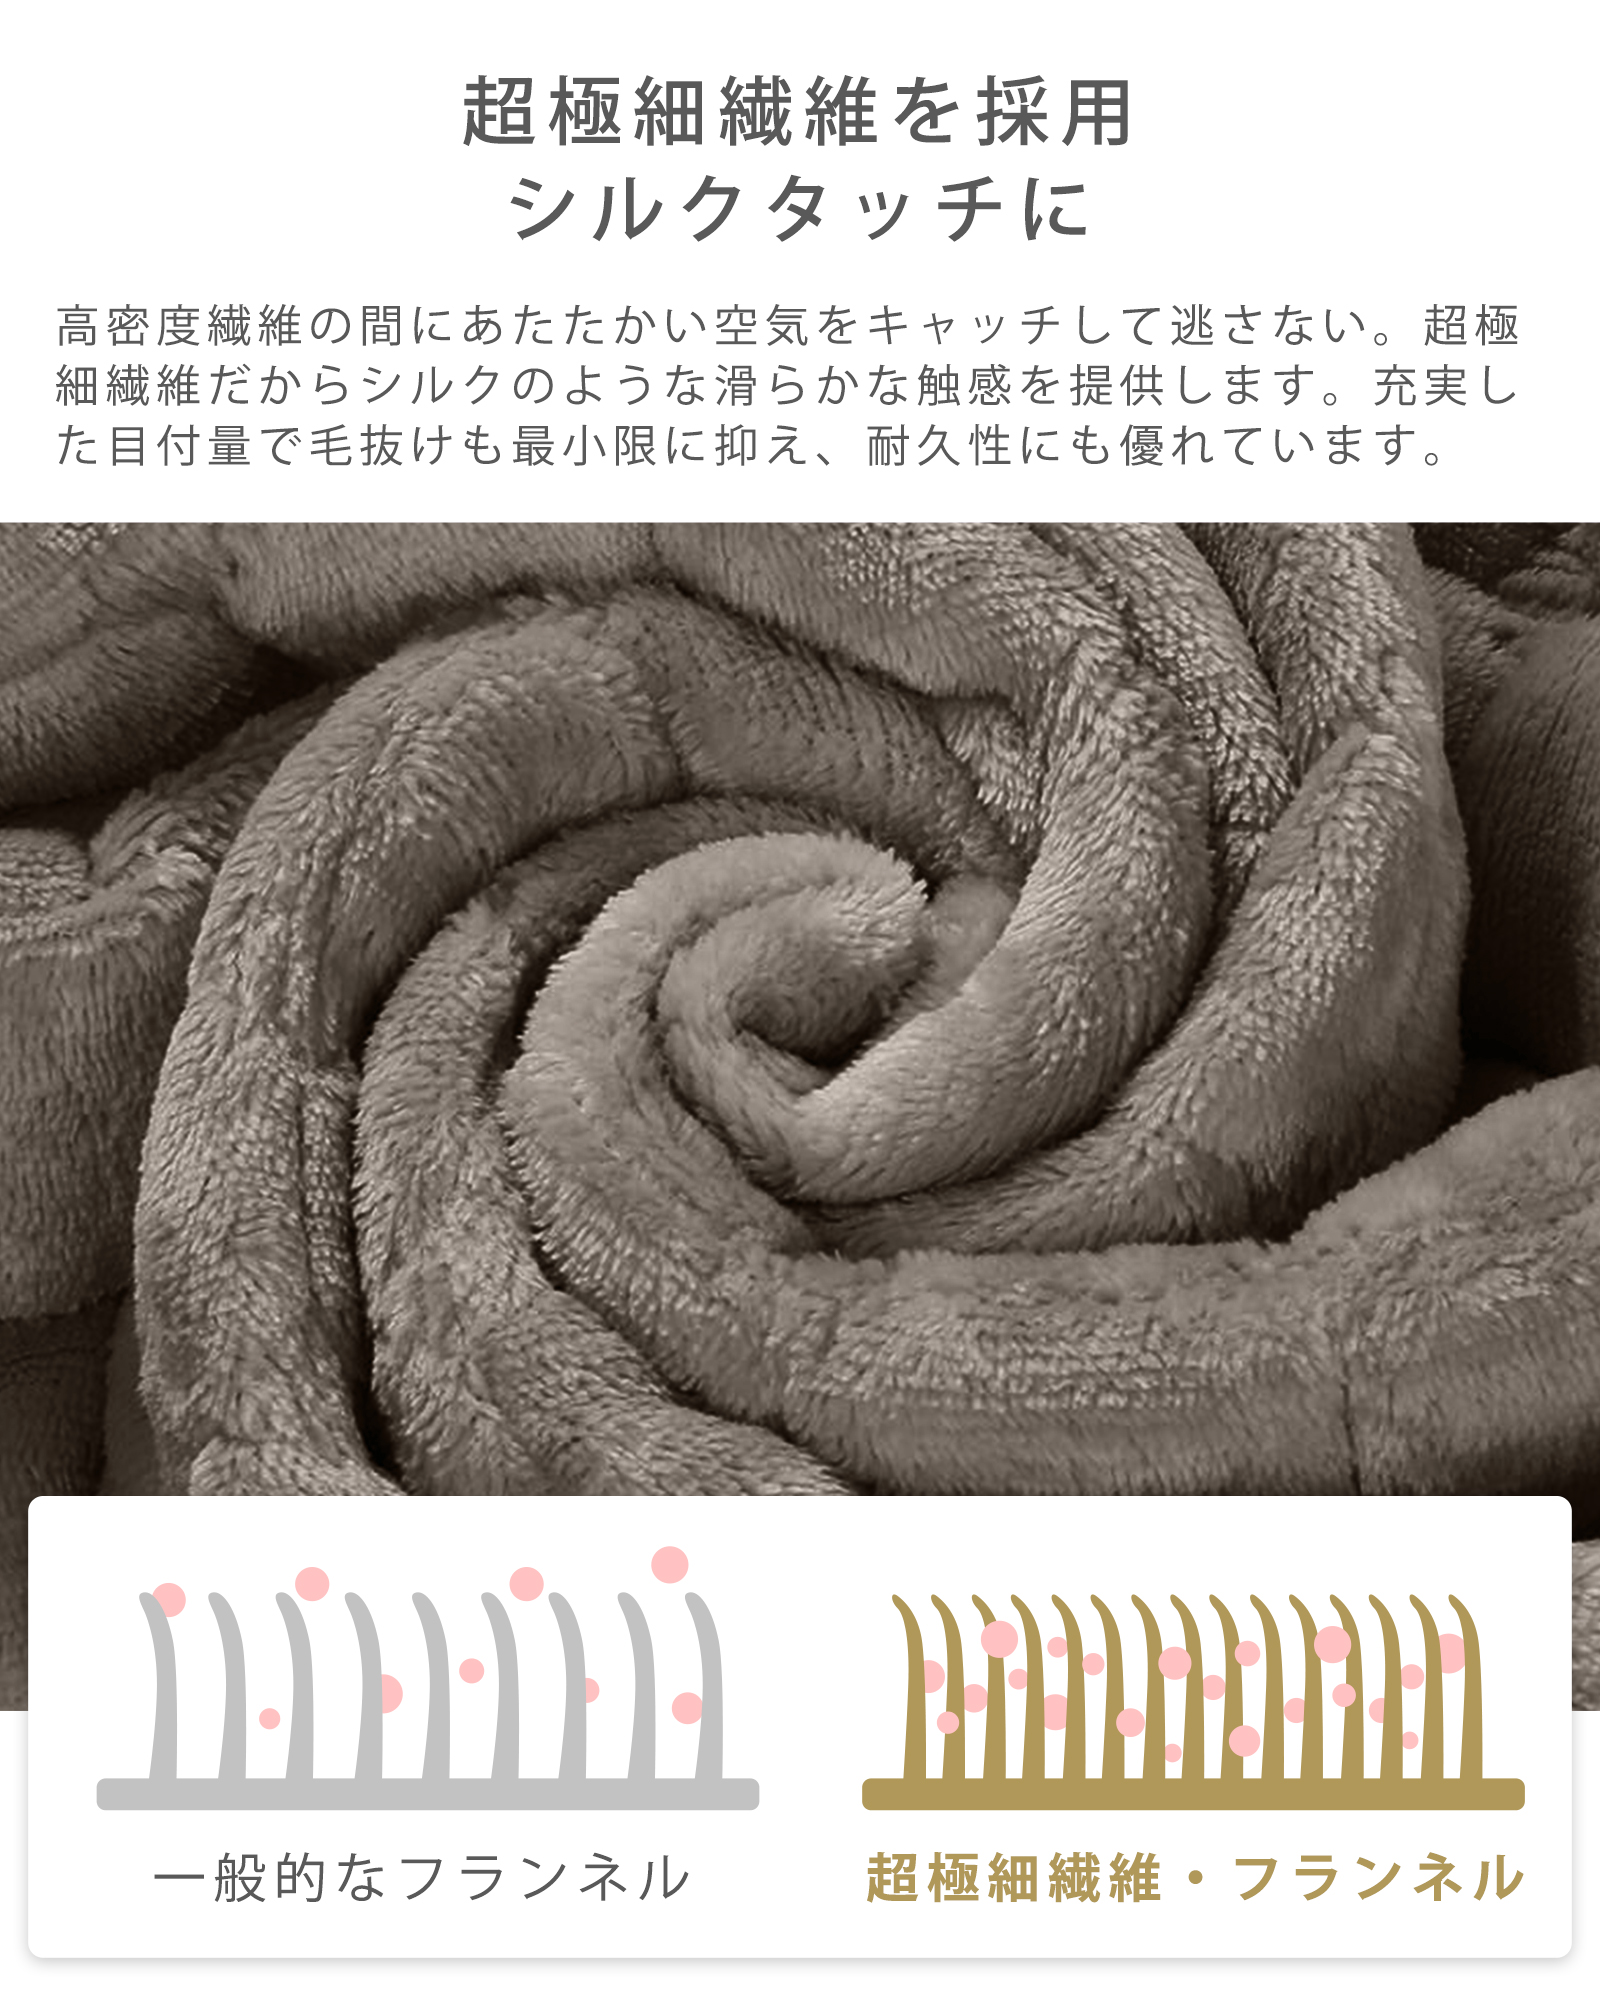 超極細繊維を採用
シルクタッチに
高密度繊維の間にあたたかい空気をキャッチして逃さない。超極
細繊維だからシルクのような滑らかな触感を提供します。充実し
た目付量で毛抜けも最小限に抑え、耐久性にも優れています。
一般的なフランネル
超極細繊維・フランネル